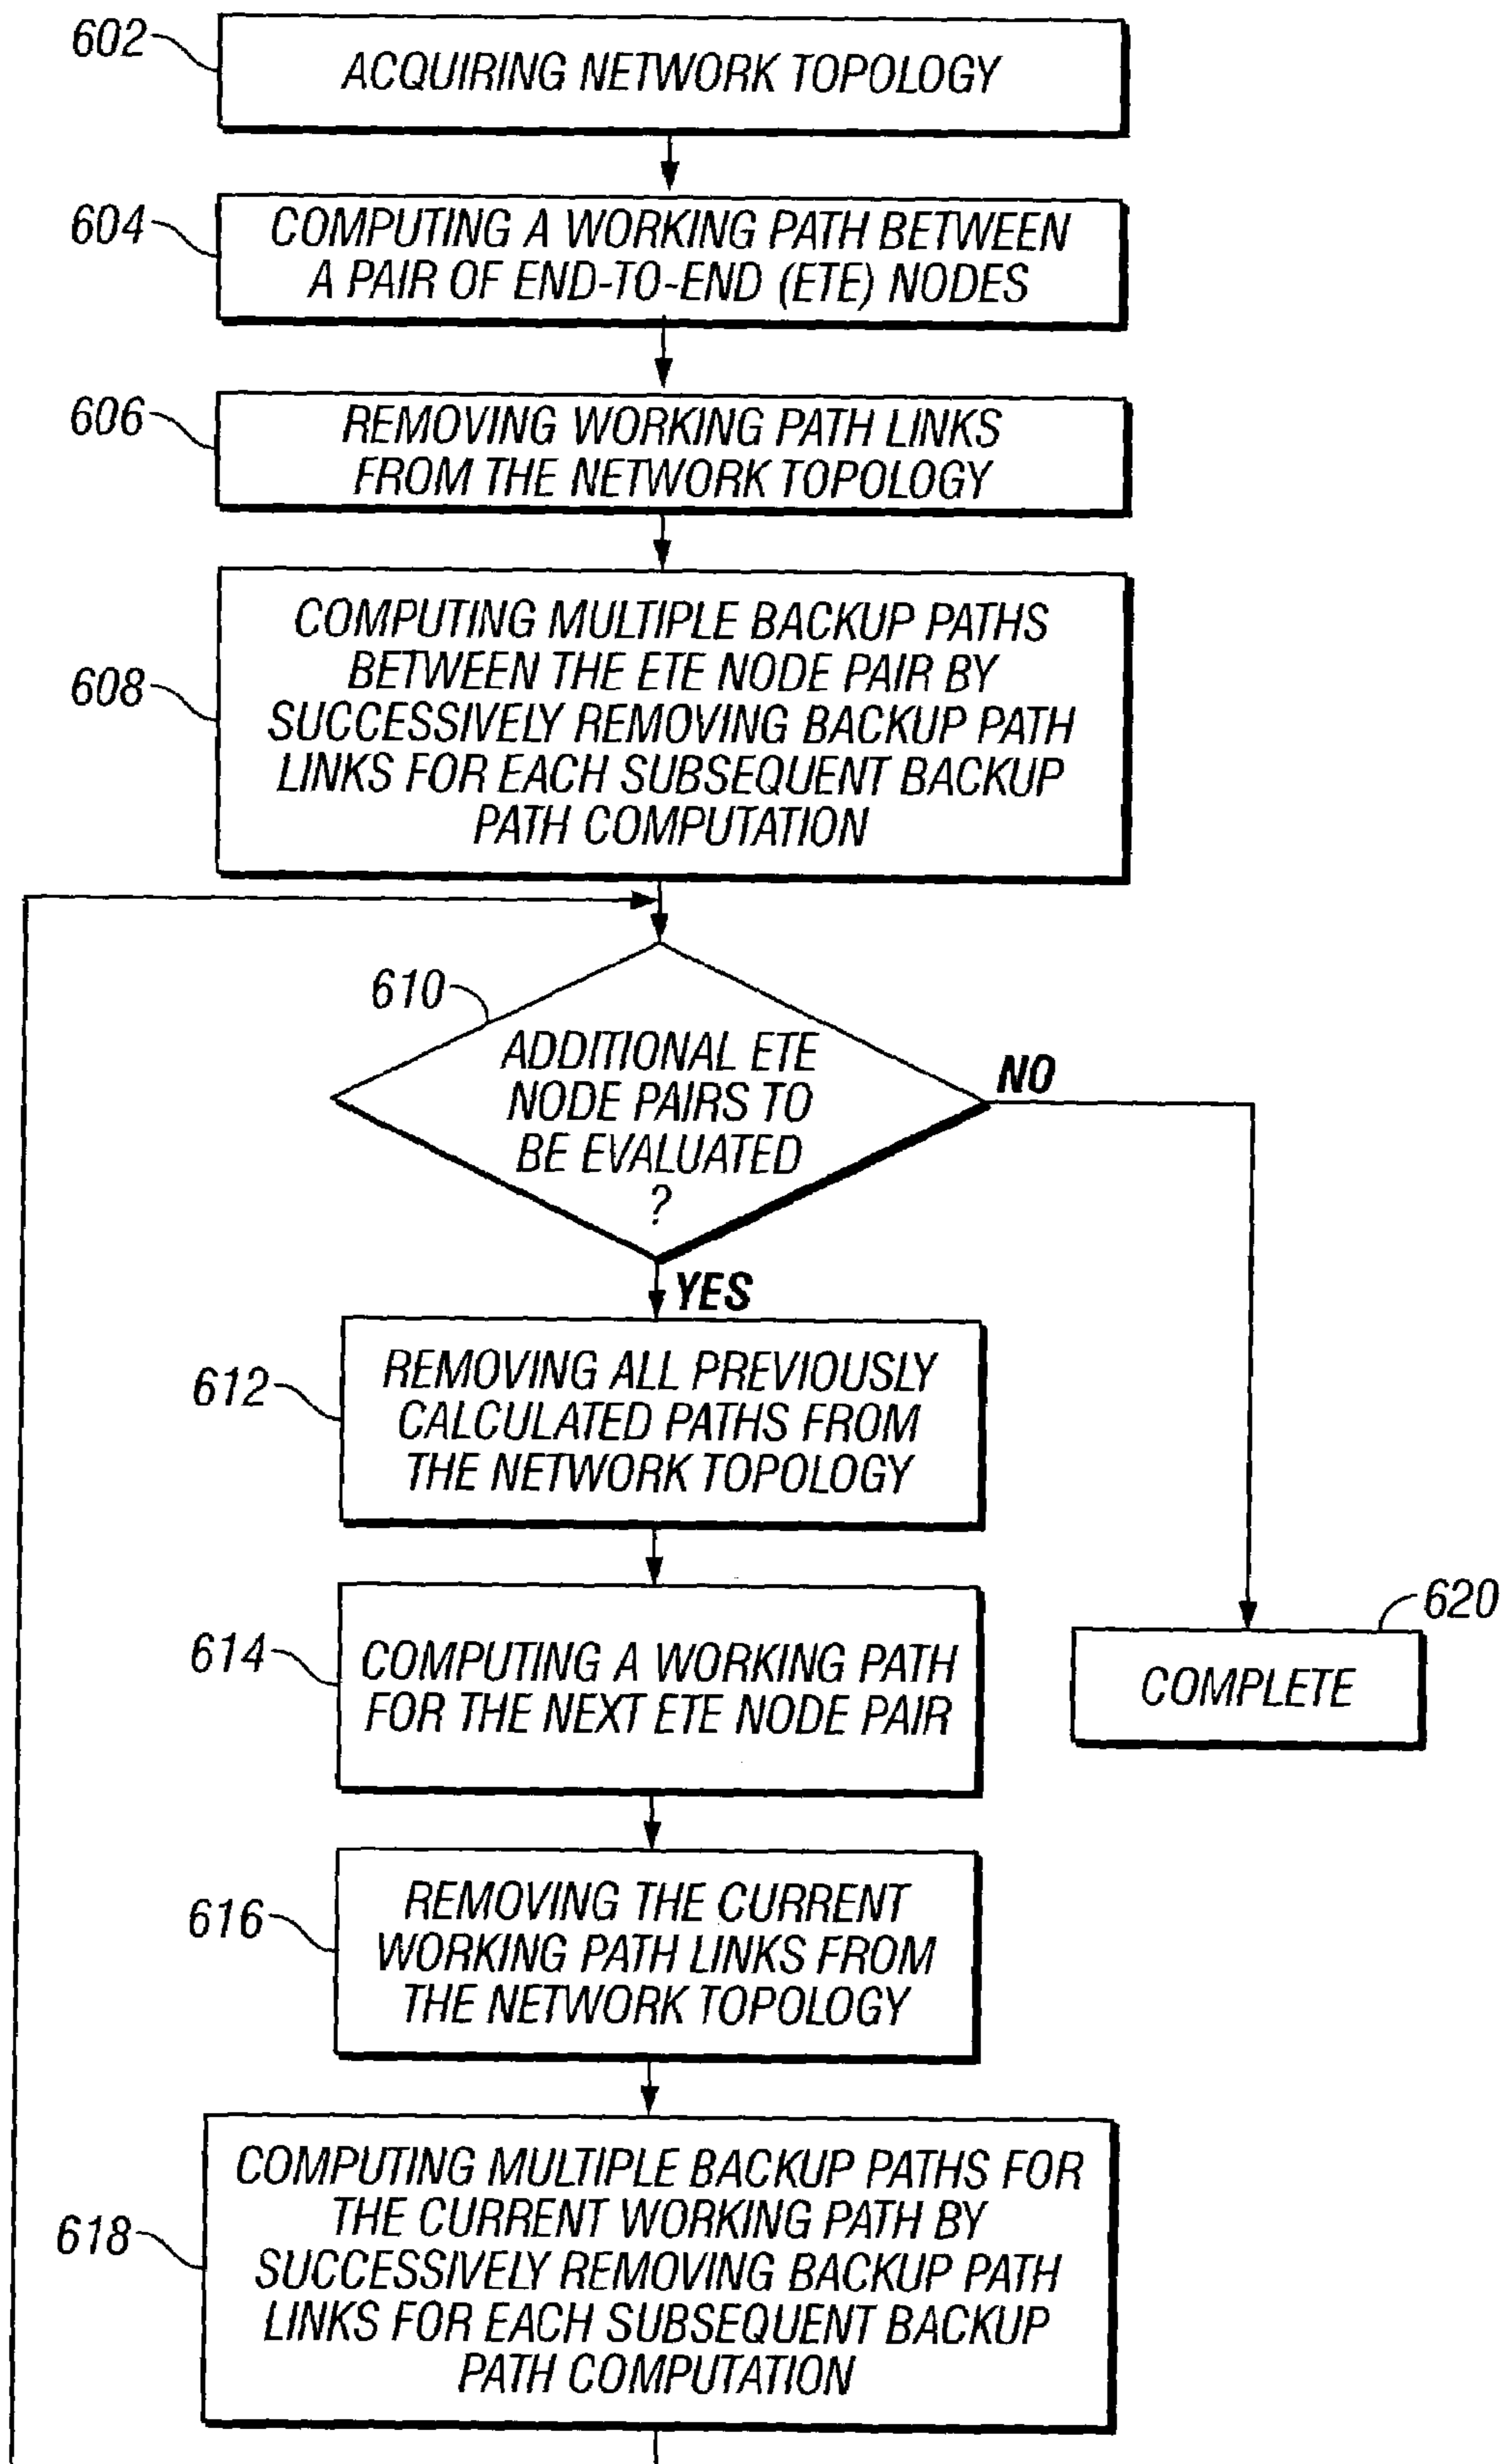 602
ACQUIRING NETWORK TOPOLOGY
604
COMPUTING A WORKING PATH BETWEEN
A PAIR OF END-TO-END (ETE) NODES
606
REMOVING WORKING PATH LINKS
FROM THE NETWORK TOPOLOGY
608
COMPUTING MULTIPLE BACKUP PATHS
BETWEEN THE ETE NODE PAIR BY
SUCCESSIVELY REMOVING BACKUP PATH
LINKS FOR EACH SUBSEQUENT BACKUP
PATH COMPUTATION
610
ADDITIONAL ETE
NODE PAIRS TO
BE EVALUATED
?
NO
YES
612
REMOVING ALL PREVIOUSLY
CALCULATED PATHS FROM
THE NETWORK TOPOLOGY
614
COMPUTING A WORKING PATH
FOR THE NEXT ETE NODE PAIR
620
COMPLETE
616
REMOVING THE CURRENT
WORKING PATH LINKS FROM
THE NETWORK TOPOLOGY
618
COMPUTING MULTIPLE BACKUP PATHS FOR
THE CURRENT WORKING PATH BY
SUCCESSIVELY REMOVING BACKUP PATH
LINKS FOR EACH SUBSEQUENT BACKUP
PATH COMPUTATION